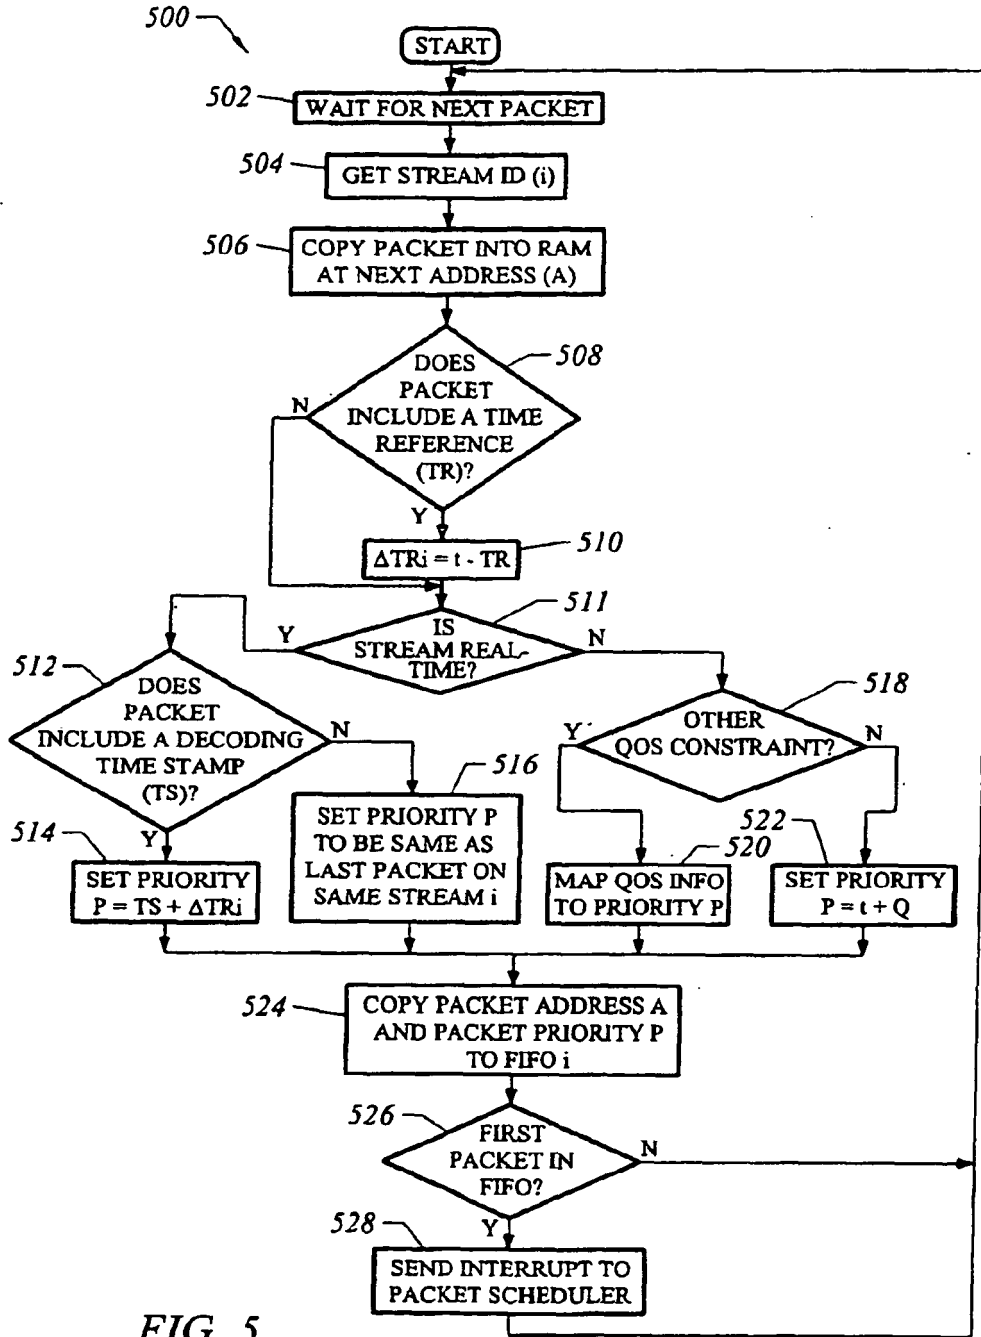 500
START
502
WAIT FOR NEXT PACKET
504
GET STREAM ID (i)
506
COPY PACKET INTO RAM
AT NEXT ADDRESS (A)
508
DOES
PACKET
INCLUDE A TIME
REFERENCE
(TR)?
N
Y
510
ΔTRi = t - TR
511
IS
STREAM REAL-
TIME?
Y
N
512
DOES
PACKET
INCLUDE A DECODING
TIME STAMP
(TS)?
N
Y
518
OTHER
QOS CONSTRAINT?
Y
N
514
SET PRIORITY
P = TS + ΔTRi
516
SET PRIORITY P
TO BE SAME AS
LAST PACKET ON
SAME STREAM i
520
MAP QOS INFO
TO PRIORITY P
522
SET PRIORITY
P = t + Q
524
COPY PACKET ADDRESS A
AND PACKET PRIORITY P
TO FIFO i
526
FIRST
PACKET IN
FIFO?
N
Y
528
SEND INTERRUPT TO
PACKET SCHEDULER
FIG. 5